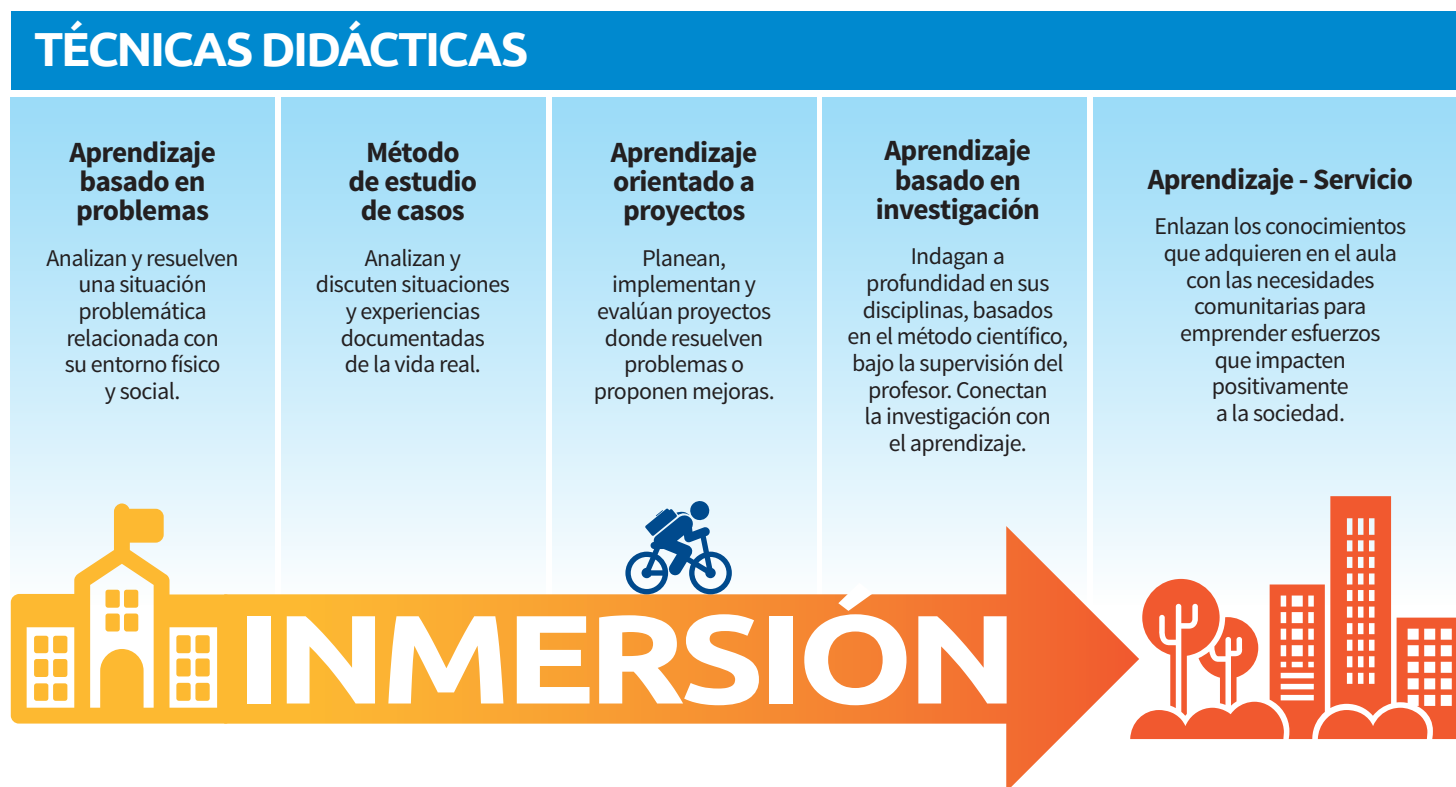 TÉCNICAS DIDÁCTICAS
Aprendizaje
basado en
problemas
Analizan y resuelven
una situación
problemática
relacionada con
su entorno físico
y social.
Método
de estudio
de casos
Analizan y
discuten situaciones
y experiencias
documentadas
de la vida real.
Aprendizaje
orientado a
proyectos
Planean,
implementan y
evalúan proyectos
donde resuelven
problemas o
proponen mejoras.
Aprendizaje
basado en
investigación
Indagan a
profundidad en sus
disciplinas, basados
en el método científico,
bajo la supervisión del
profesor. Conectan
la investigación con
el aprendizaje.
Aprendizaje - Servicio
Enlazan los conocimientos
que adquieren en el aula
con las necesidades
comunitarias para
emprender esfuerzos
que impacten
positivamente
a la sociedad.
INMERSIÓN